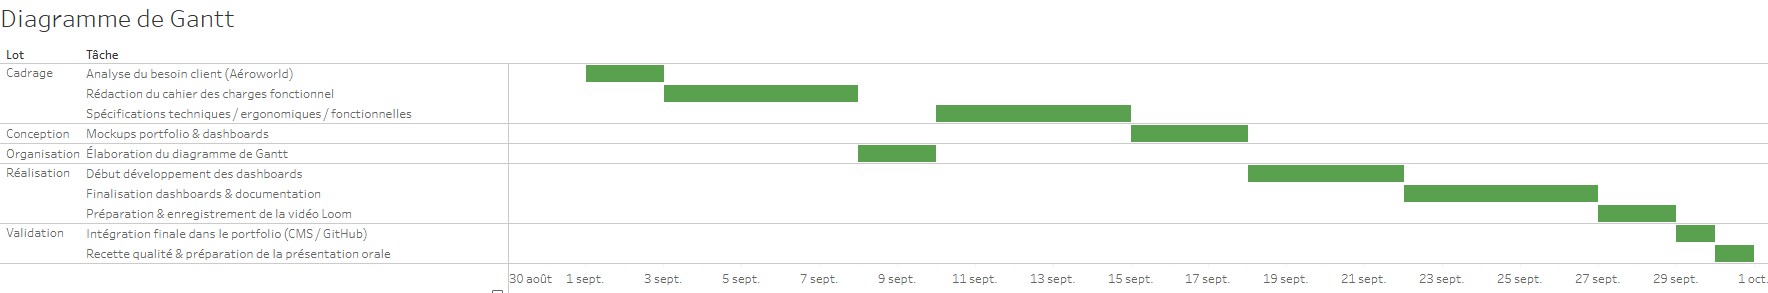 Diagramme de Gantt
Lot Tâche
Cadrage Analyse du besoin client (Aéroworld)
Rédaction du cahier des charges fonctionnel
Spécifications techniques / ergonomiques / fonctionnelles
Conception Mockups portfolio & dashboards
Organisation Élaboration du diagramme de Gantt
Réalisation Début développement des dashboards
Finalisation dashboards & documentation
Préparation & enregistrement de la vidéo Loom
Validation Intégration finale dans le portfolio (CMS / GitHub)
Recette qualité & préparation de la présentation orale
30 août 1 sept. 3 sept. 5 sept. 7 sept. 9 sept. 11 sept. 13 sept. 15 sept. 17 sept. 19 sept. 21 sept. 23 sept. 25 sept. 27 sept. 29 sept. 1 oct.